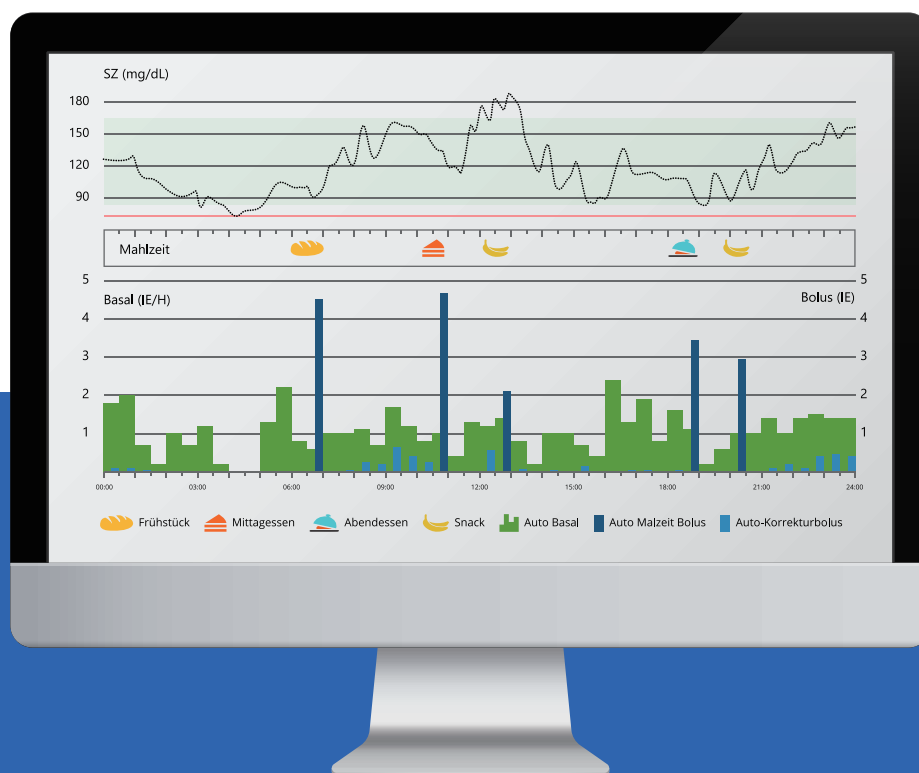 SZ (mg/dL)
180
150
120
90
Mahlzeit
5 5
Basal (IE/H) Bolus (IE)
4 4
3 3
2 2
1 1
00:00 03:00 06:00 09:00 12:00 15:00 18:00 21:00 24:00
Frühstück Mittagessen Abendessen Snack Auto Basal Auto Malzeit Bolus Auto-Korrekturbolus